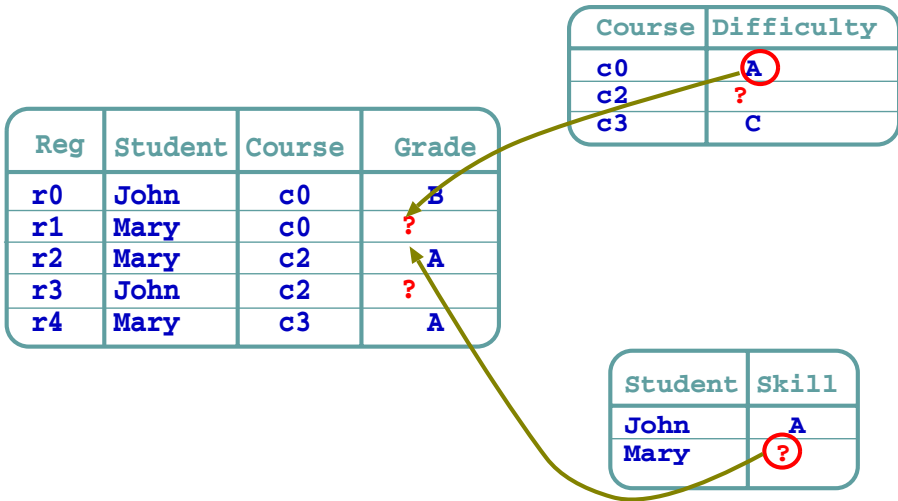 Course Difficulty
c0 A
c2 ?
c3 C
Reg Student Course Grade
r0 John c0 B
r1 Mary c0 ?
r2 Mary c2 A
r3 John c2 ?
r4 Mary c3 A
Student Skill
John A
Mary ?